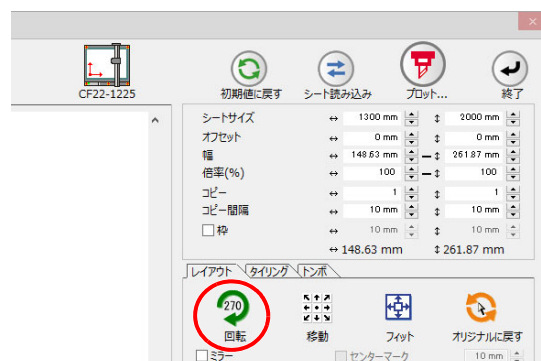 CF22-1225 初期値に戻す シート読み込み プロット... 終了
シートサイズ 1300 mm 2000 mm
オフセット 0 mm 0 mm
幅 148.63 mm 261.87 mm
倍率(%) 100 100
コピー 1 1
コピー間隔 10 mm 10 mm
枠 10 mm 10 mm
148.63 mm 261.87 mm
レイアウト タイリング トンボ
270
回転 移動 フィット オリジナルに戻す
ミラー センターマーク 10 mm